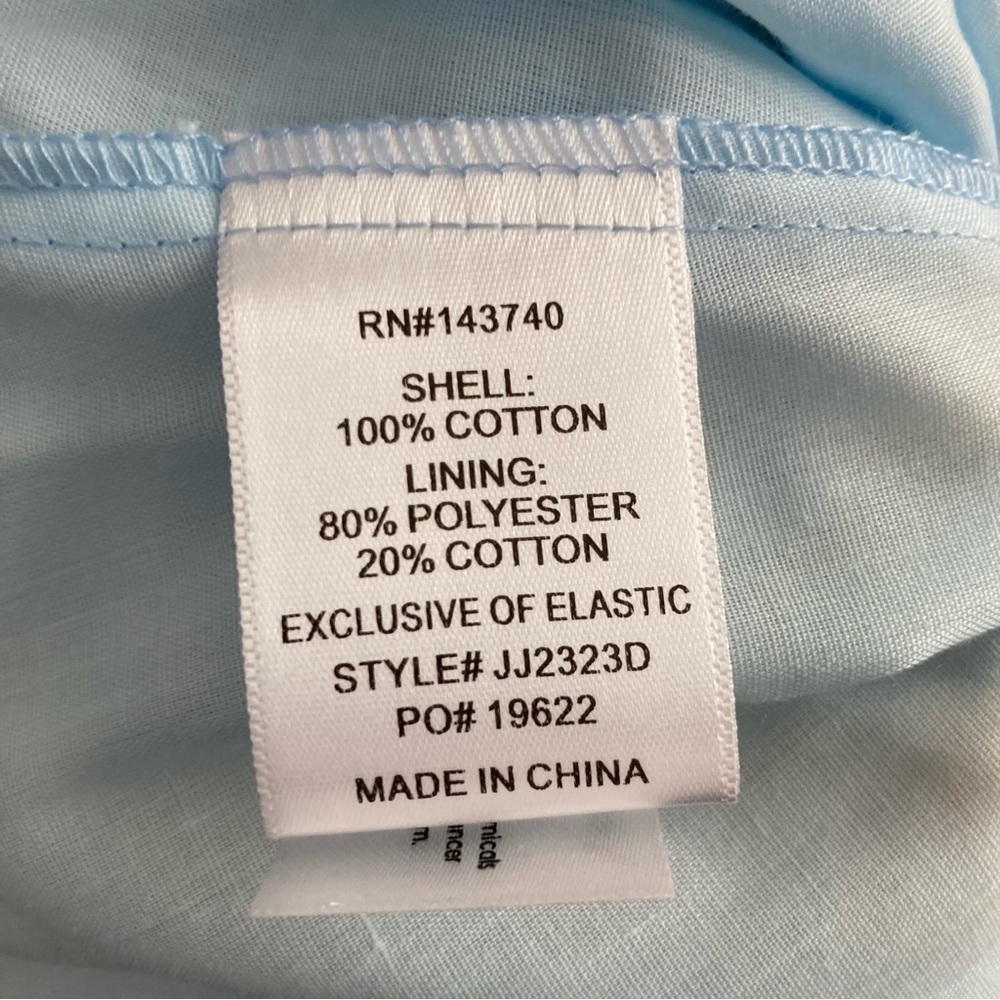 RN#143740
SHELL:
100% COTTON
LINING:
80% POLYESTER
20% COTTON
EXCLUSIVE OF ELASTIC
STYLE# JJ2323D
PO# 19622
MADE IN CHINA